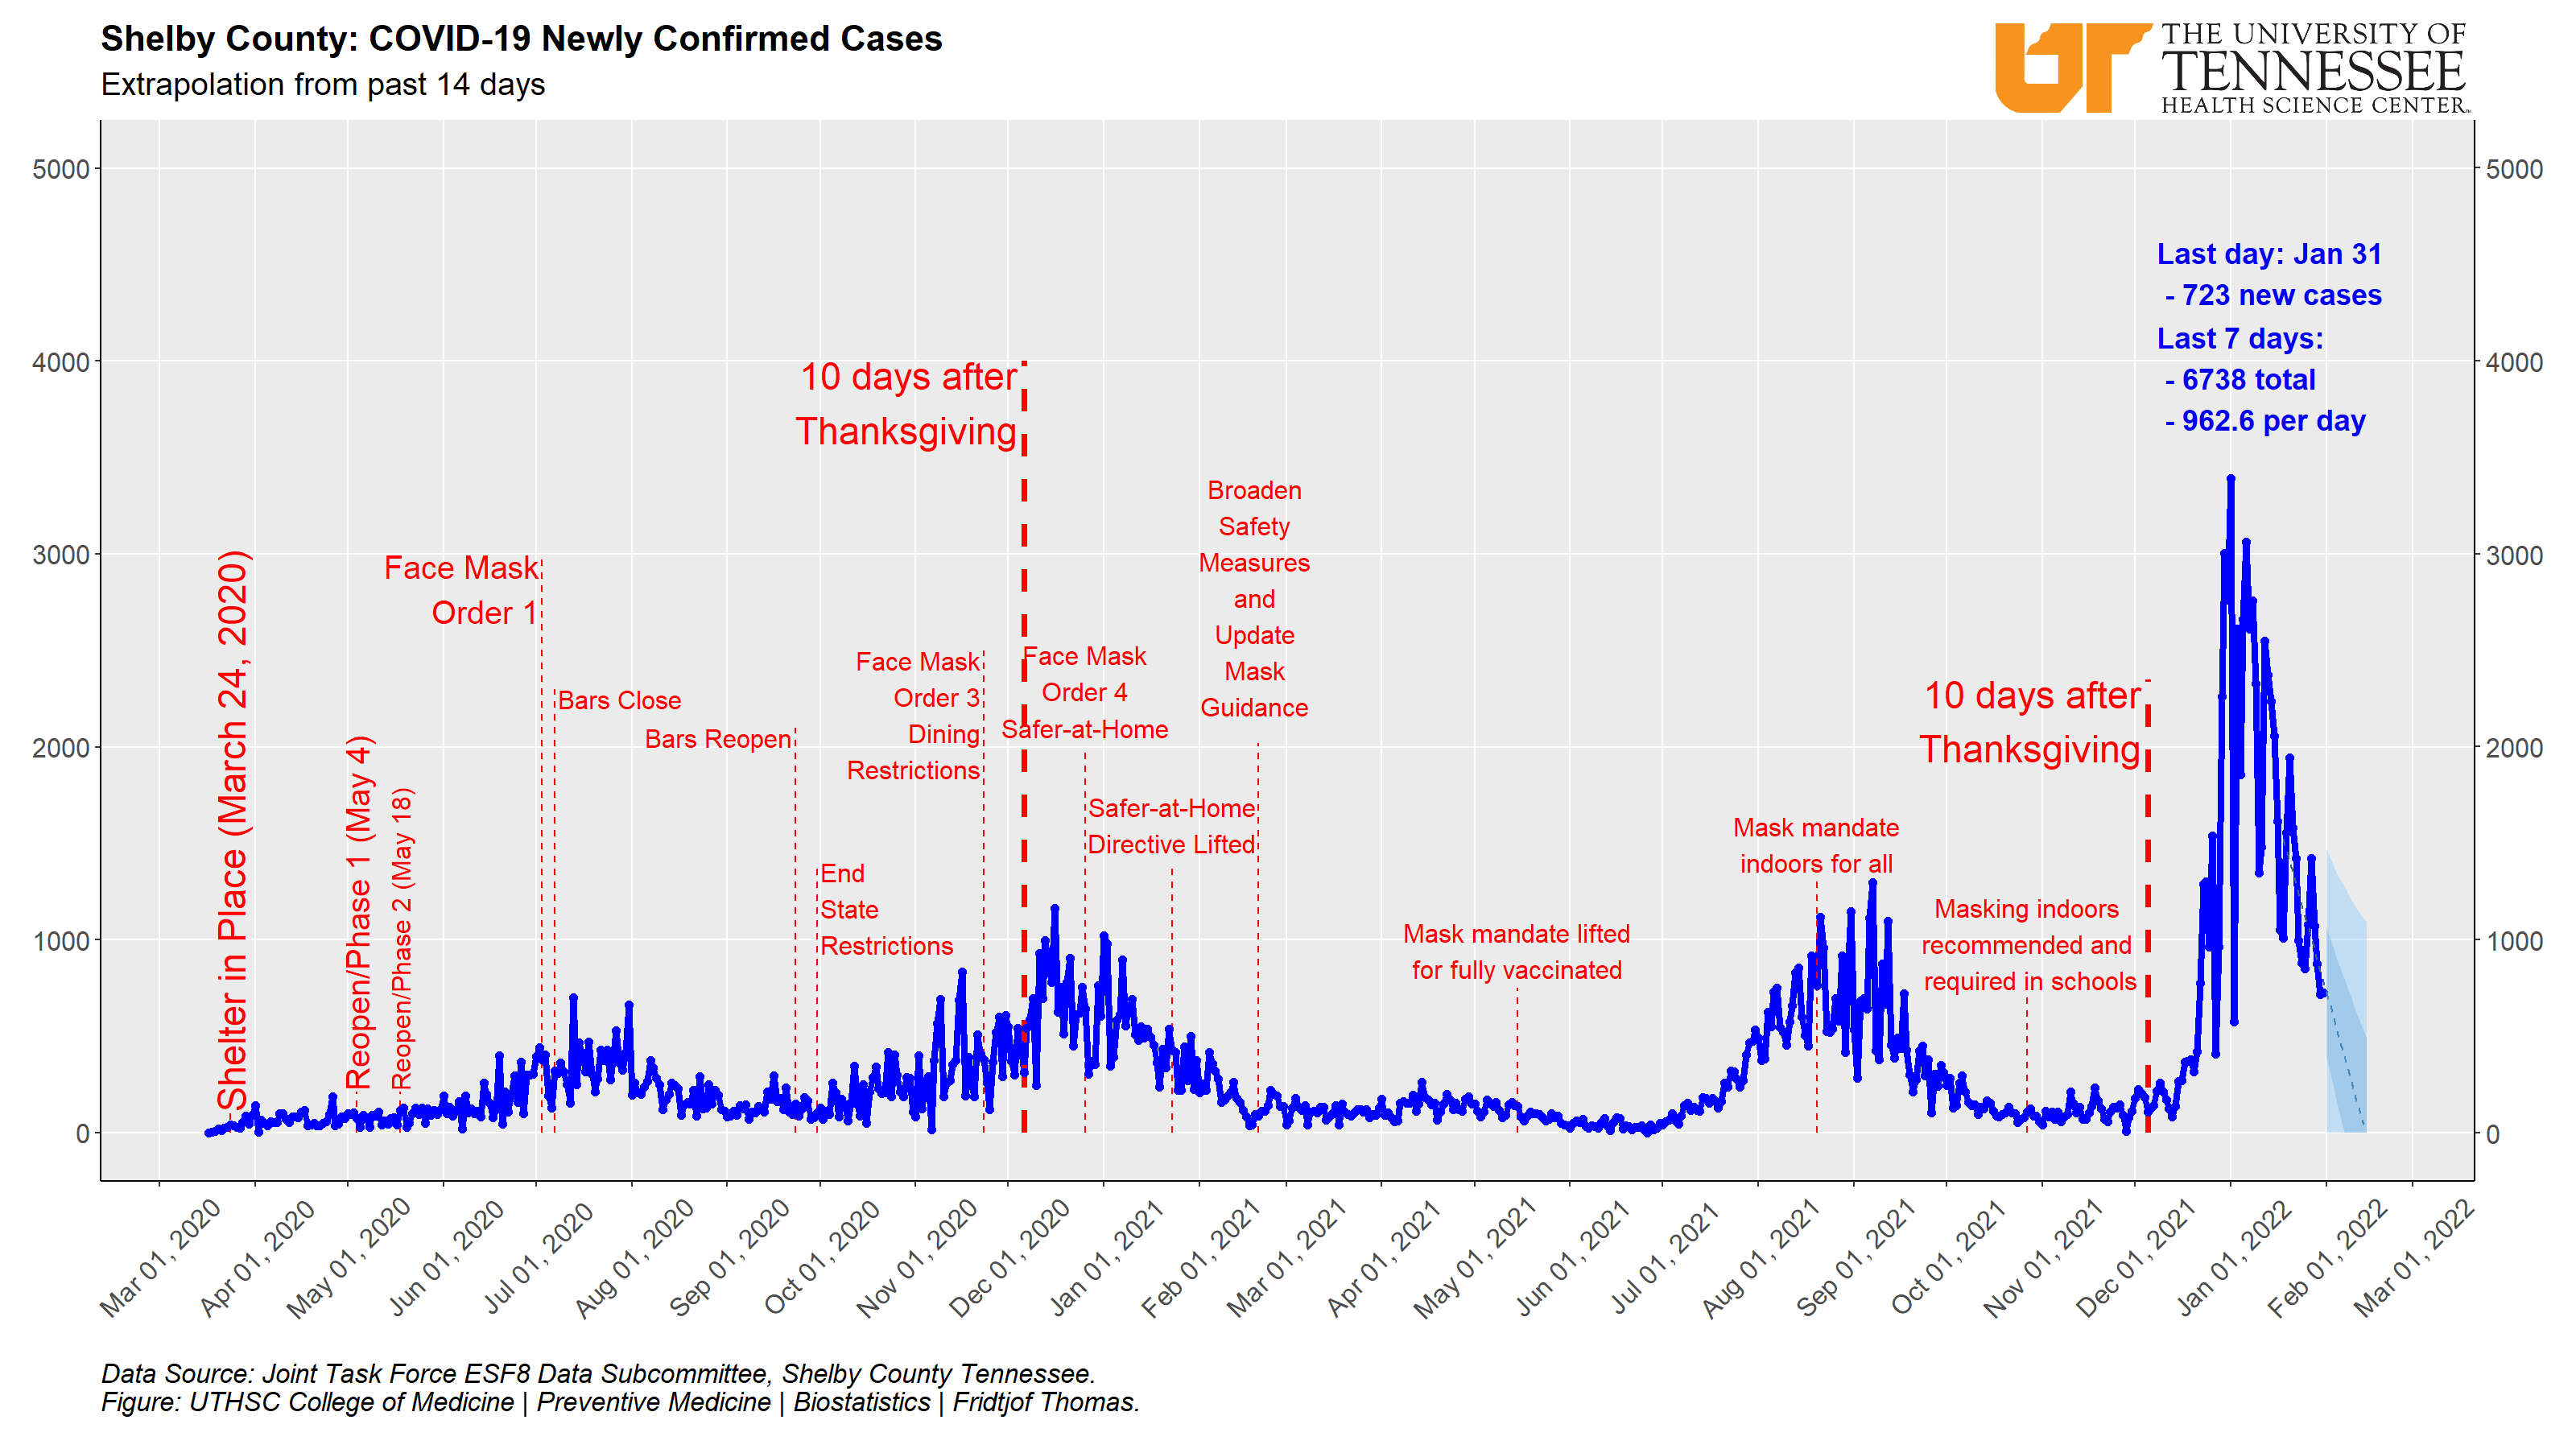 Shelby County: COVID-19 Newly Confirmed Cases
Extrapolation from past 14 days
UT
THE UNIVERSITY OF
TENNESSEE
HEALTH SCIENCE CENTER
5000
4000
3000
2000
1000
0
5000
4000
3000
2000
1000
0
Shelter in Place (March 24, 2020)
Reopen/Phase 1 (May 4)
Reopen/Phase 2 (May 18)
Face Mask
Order 1
Bars Close
Bars Reopen
End
State
Restrictions
Face Mask
Order 3
Dining
Restrictions
10 days after
Thanksgiving
Face Mask
Order 4
Safer-at-Home
Safer-at-Home
Directive Lifted
Broaden
Safety
Measures
and
Update
Mask
Guidance
Mask mandate lifted
for fully vaccinated
Mask mandate
indoors for all
Masking indoors
recommended and
required in schools
10 days after
Thanksgiving
Last day: Jan 31
- 723 new cases
Last 7 days:
- 6738 total
- 962.6 per day
Mar 01, 2020
Apr 01, 2020
May 01, 2020
Jun 01, 2020
Jul 01, 2020
Aug 01, 2020
Sep 01, 2020
Oct 01, 2020
Nov 01, 2020
Dec 01, 2020
Jan 01, 2021
Feb 01, 2021
Mar 01, 2021
Apr 01, 2021
May 01, 2021
Jun 01, 2021
Jul 01, 2021
Aug 01, 2021
Sep 01, 2021
Oct 01, 2021
Nov 01, 2021
Dec 01, 2021
Jan 01, 2022
Feb 01, 2022
Mar 01, 2022
Data Source: Joint Task Force ESF8 Data Subcommittee, Shelby County Tennessee.
Figure: UTHSC College of Medicine | Preventive Medicine | Biostatistics | Fridtjof Thomas.